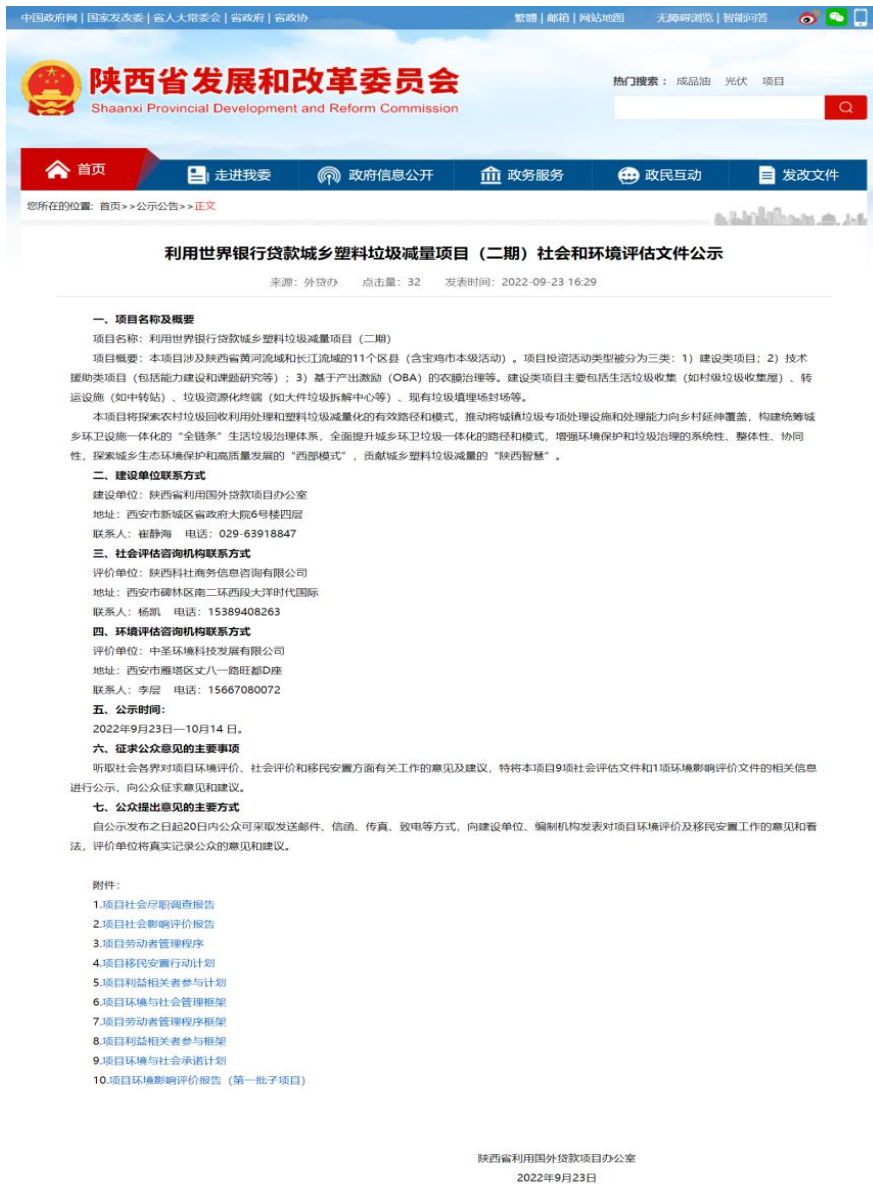 中国政府网 | 国家发改委 | 省人大常委会 | 省政府 | 省政协
繁體 | 邮箱 | 网站地图 无障碍浏览 | 智能问答
陕西省发展和改革委员会
Shaanxi Provincial Development and Reform Commission
热门搜索： 成品油 光伏 项目
首页 走进我委 政府信息公开 政务服务 政民互动 发改文件
您所在的位置: 首页>>公示公告>>正文
利用世界银行贷款城乡塑料垃圾减量项目（二期）社会和环境评估文件公示
来源：外贷办 点击量：32 发表时间：2022-09-23 16:29
一、项目名称及概要
项目名称：利用世界银行贷款城乡塑料垃圾减量项目（二期）
项目概要：本项目涉及陕西省黄河流域和长江流域的11个区县（含宝鸡市本级活动）。项目投资活动类型被分为三类：1）建设类项目；2）技术
援助类项目（包括能力建设和课题研究等）；3）基于产出激励（OBA）的农膜治理等。建设类项目主要包括生活垃圾收集（如村级垃圾收集屋）、转
运设施（如中转站）、垃圾资源化终端（如大件垃圾拆解中心等）、现有垃圾填埋场封场等。
本项目将探索农村垃圾回收利用处理和塑料垃圾减量化的有效路径和模式，推动将城镇垃圾专项处理设施和处理能力向乡村延伸覆盖，构建统筹城
乡环卫设施一体化的“全链条”生活垃圾治理体系，全面提升城乡环卫垃圾一体化的路径和模式，增强环境保护和垃圾治理的系统性、整体性、协同
性，探索城乡生态环境保护和高质量发展的“西部模式”，贡献城乡塑料垃圾减量的“陕西智慧”。
二、建设单位联系方式
建设单位：陕西省利用国外贷款项目办公室
地址：西安市新城区省政府大院6号楼四层
联系人：崔静海 电话：029-63918847
三、社会评估咨询机构联系方式
评价单位：陕西科社商务信息咨询有限公司
地址：西安市碑林区南二环西段大洋时代国际
联系人：杨凯 电话：15389408263
四、环境评估咨询机构联系方式
评价单位：中圣环境科技发展有限公司
地址：西安市雁塔区丈八一路旺都D座
联系人：李层 电话：15667080072
五、公示时间：
2022年9月23日—10月14 日。
六、征求公众意见的主要事项
听取社会各界对项目环境评价、社会评价和移民安置方面有关工作的意见及建议，特将本项目9项社会评估文件和1项环境影响评价文件的相关信息
进行公示，向公众征求意见和建议。
七、公众提出意见的主要方式
自公示发布之日起20日内公众可采取发送邮件、信函、传真、致电等方式，向建设单位、编制机构发表对项目环境评价及移民安置工作的意见和看
法，评价单位将真实记录公众的意见和建议。
附件：
1.项目社会尽职调查报告
2.项目社会影响评价报告
3.项目劳动者管理程序
4.项目移民安置行动计划
5.项目利益相关者参与计划
6.项目环境与社会管理框架
7.项目劳动者管理程序框架
8.项目利益相关者参与框架
9.项目环境与社会承诺计划
10.项目环境影响评价报告（第一批子项目）
陕西省利用国外贷款项目办公室
2022年9月23日